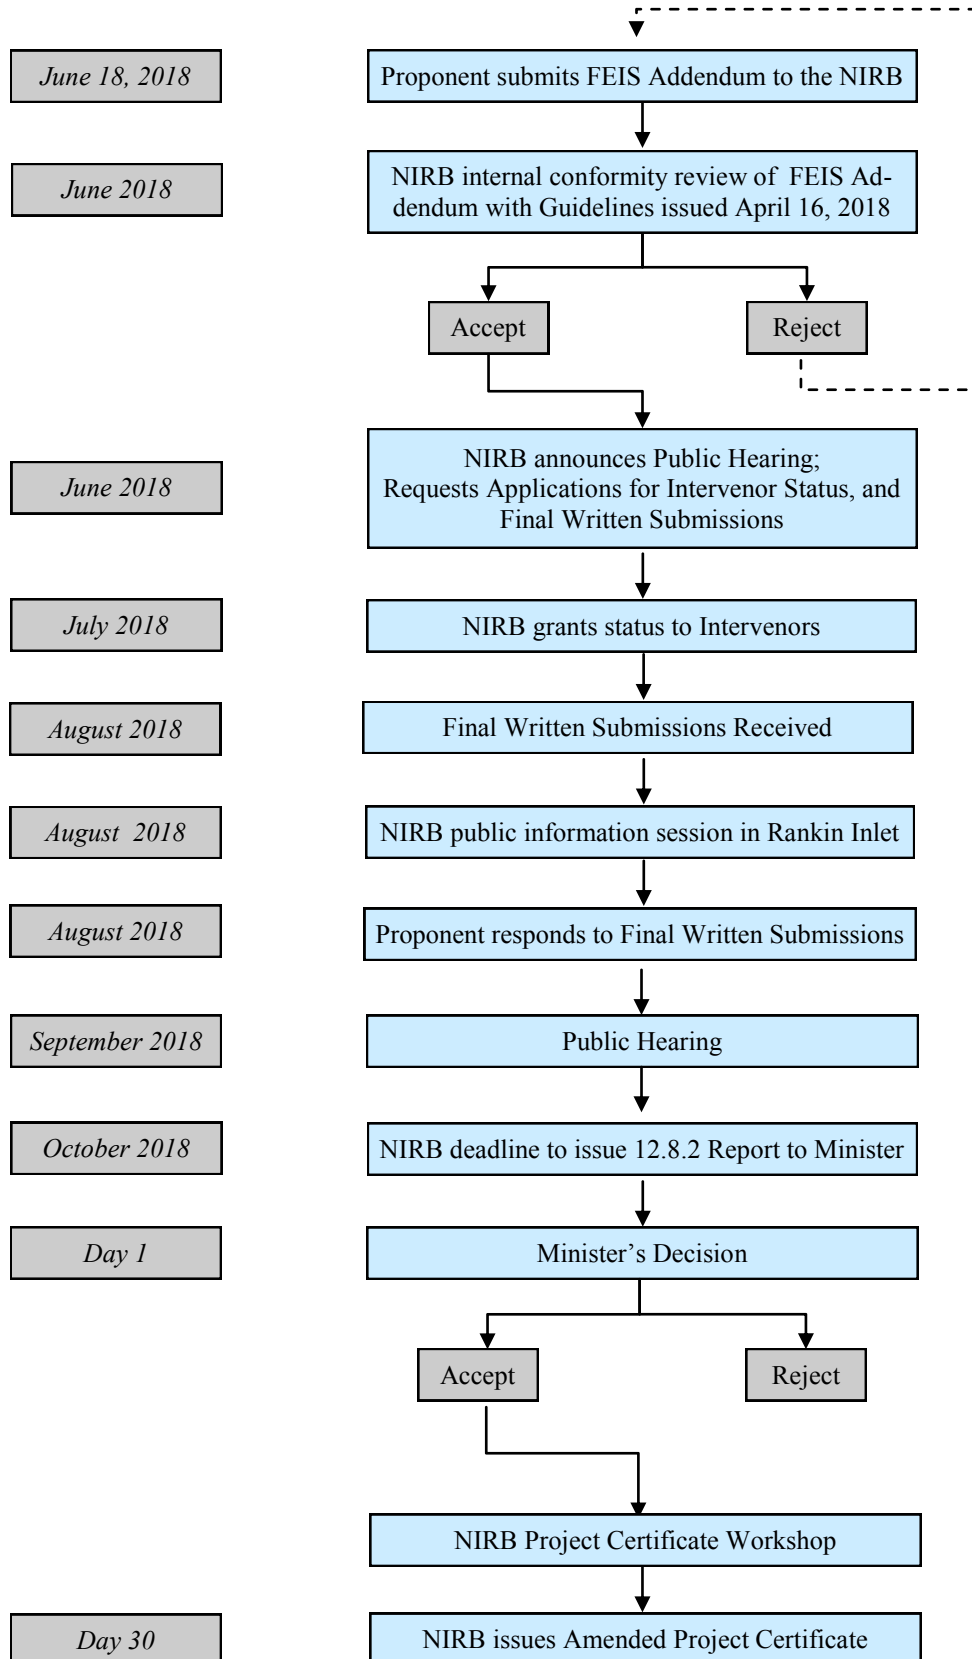 June 18, 2018
Proponent submits FEIS Addendum to the NIRB
June 2018
NIRB internal conformity review of  FEIS Ad-
dendum with Guidelines issued April 16, 2018
Accept
Reject
June 2018
NIRB announces Public Hearing;
Requests Applications for Intervenor Status, and
Final Written Submissions
July 2018
NIRB grants status to Intervenors
August 2018
Final Written Submissions Received
August  2018
NIRB public information session in Rankin Inlet
August 2018
Proponent responds to Final Written Submissions
September 2018
Public Hearing
October 2018
NIRB deadline to issue 12.8.2 Report to Minister
Day 1
Minister’s Decision
Accept
Reject
NIRB Project Certificate Workshop
Day 30
NIRB issues Amended Project Certificate